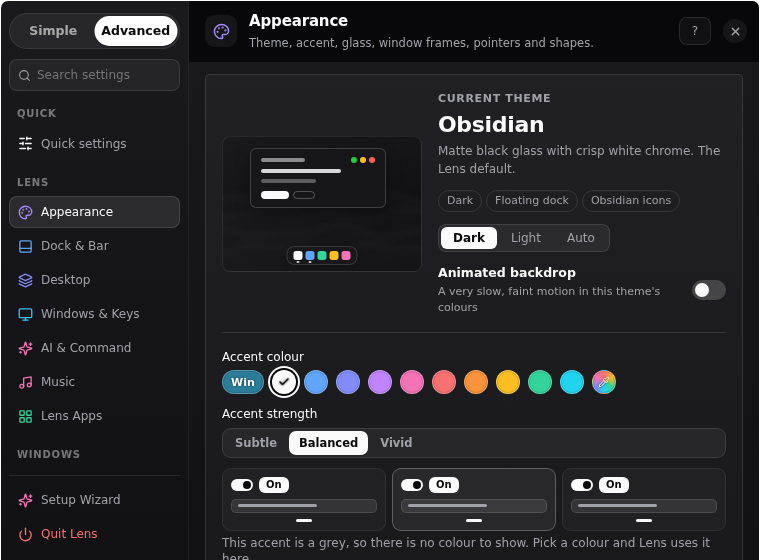 Simple
Advanced
Search settings
QUICK
Quick settings
LENS
Appearance
Dock & Bar
Desktop
Windows & Keys
AI & Command
Music
Lens Apps
WINDOWS
Setup Wizard
Quit Lens
Appearance
Theme, accent, glass, window frames, pointers and shapes.
?
CURRENT THEME
Obsidian
Matte black glass with crisp white chrome. The
Lens default.
Dark
Floating dock
Obsidian icons
Dark
Light
Auto
Animated backdrop
A very slow, faint motion in this theme's
colours
Accent colour
Win
Accent strength
Subtle
Balanced
Vivid
On
On
On
This accent is a grey, so there is no colour to show. Pick a colour and Lens uses it
here.